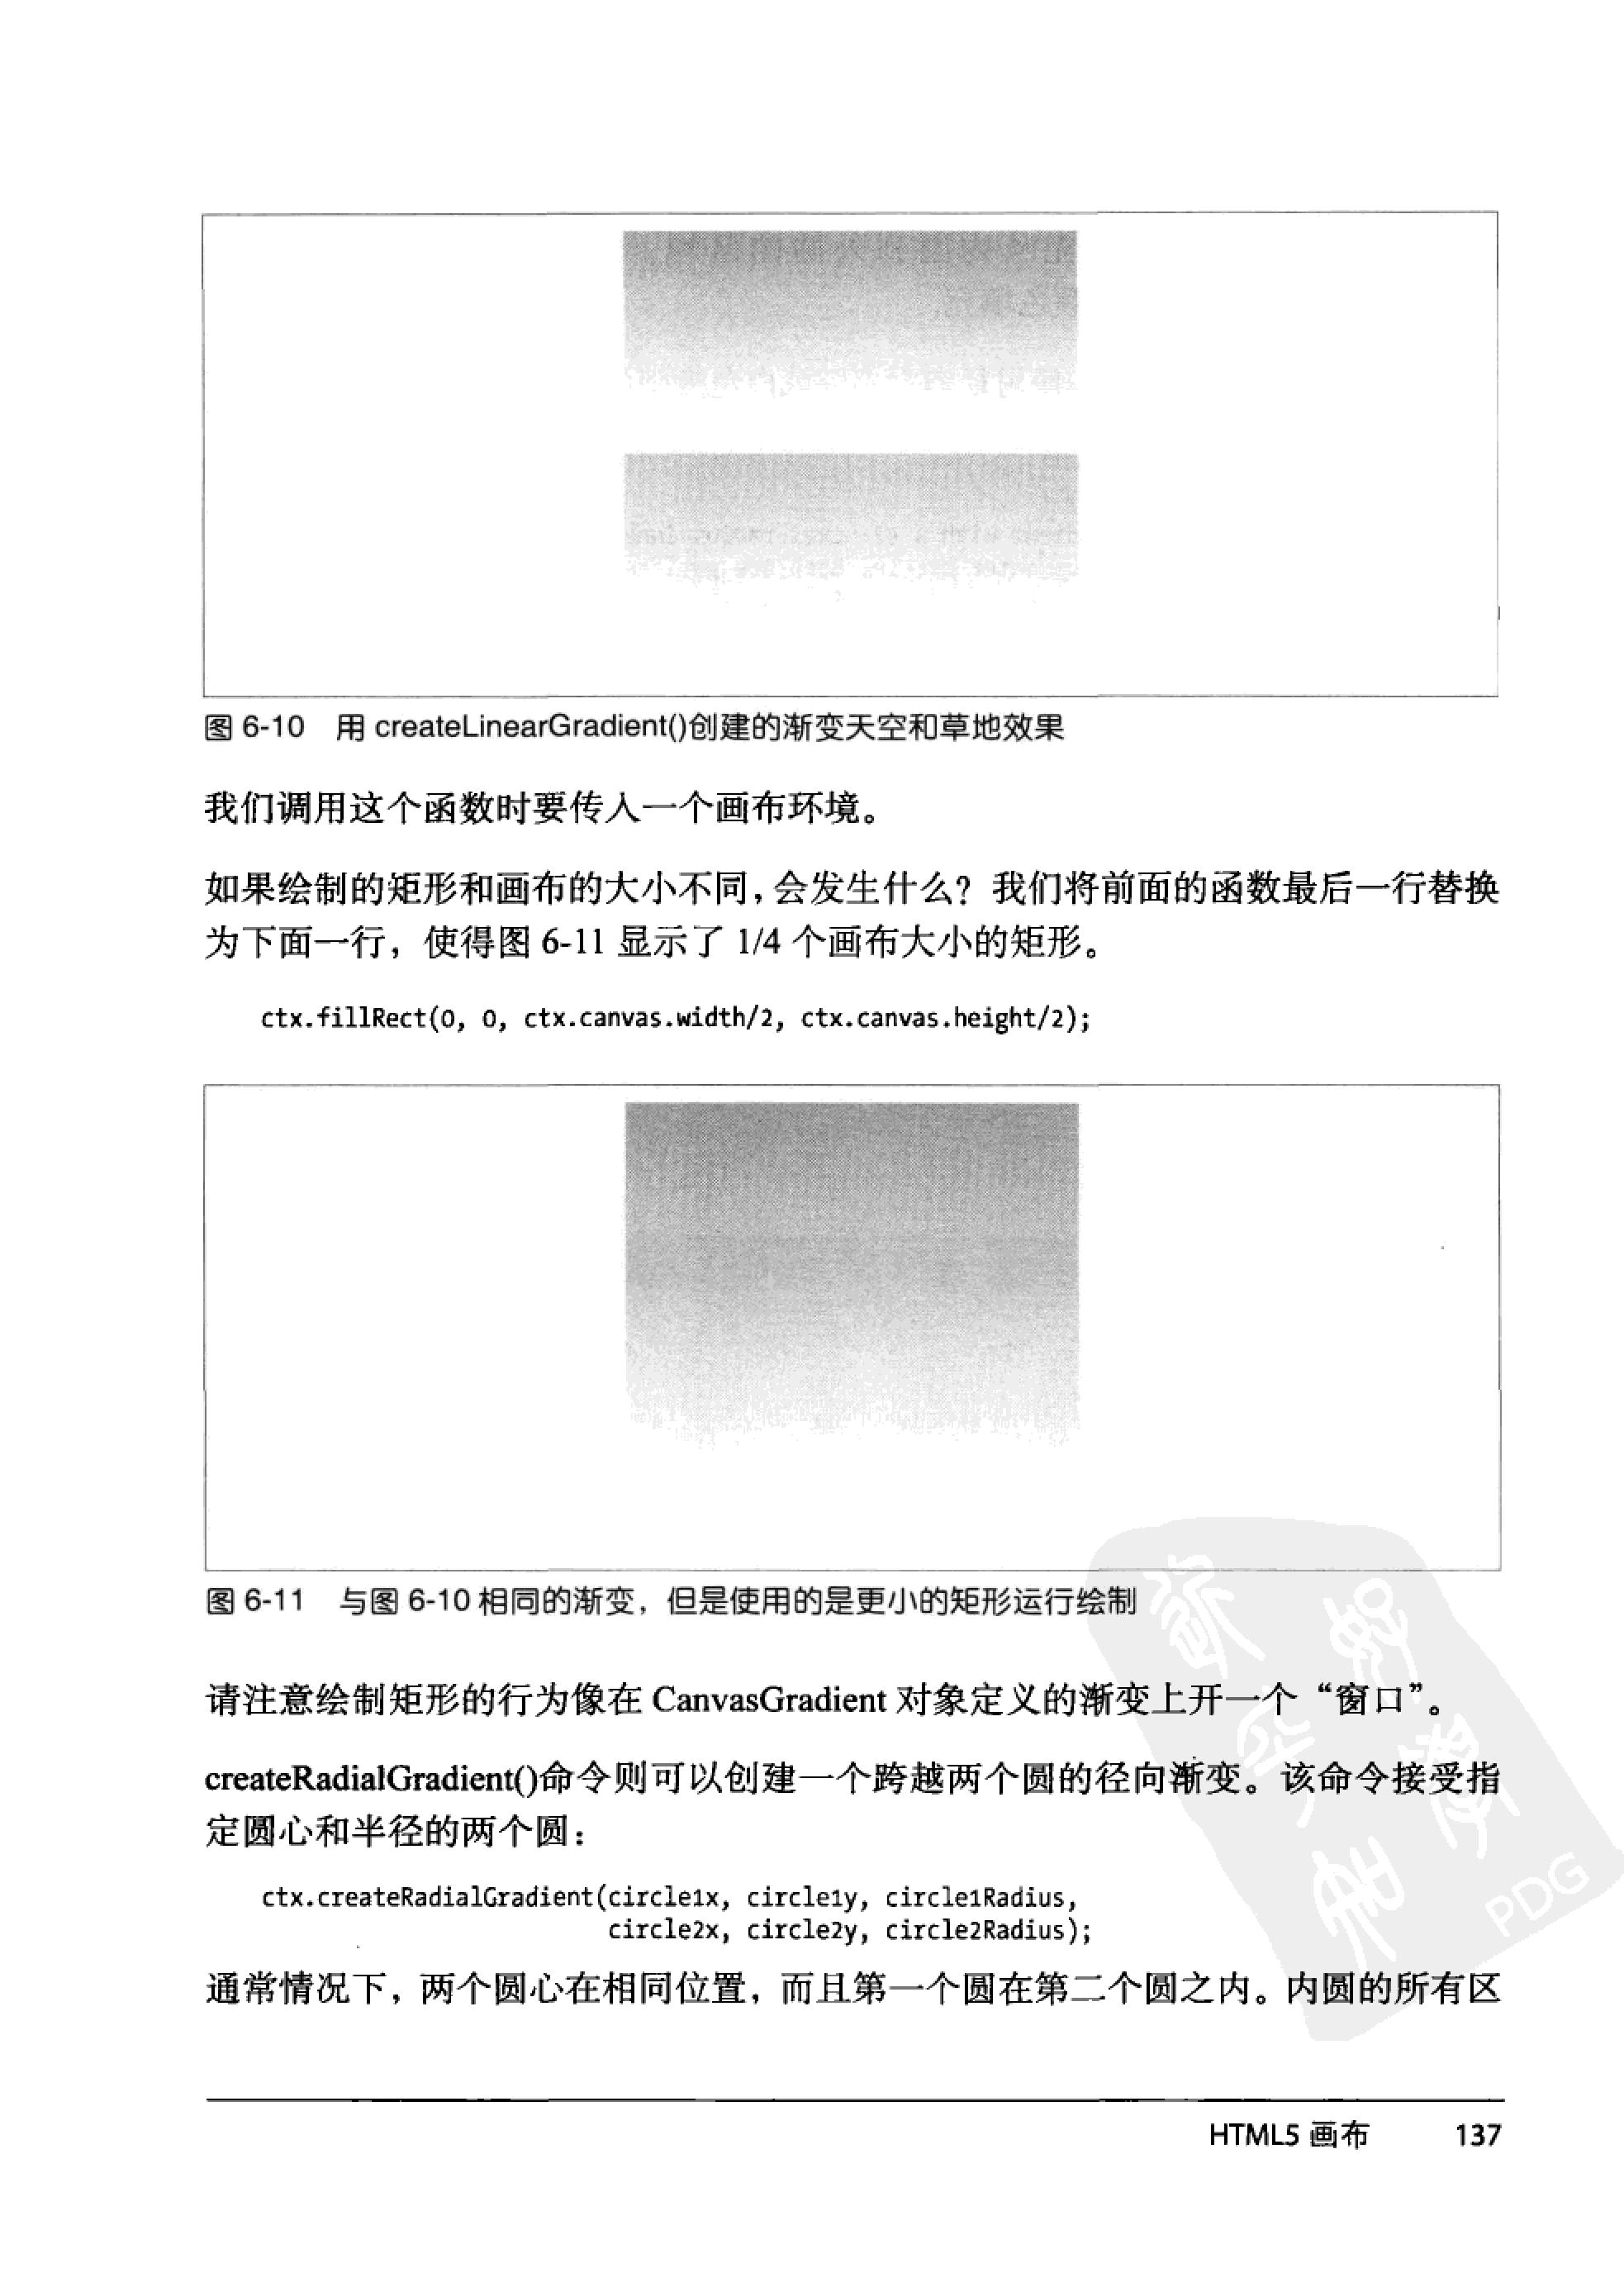 图 6-10 用 createLinearGradient()创建的渐变天空和草地效果
我们调用这个函数时要传入一个画布环境。
如果绘制的矩形和画布的大小不同，会发生什么？我们将前面的函数最后一行替换
为下面一行，使得图 6-11 显示了 1/4 个画布大小的矩形。
ctx.fillRect(0, 0, ctx.canvas.width/2, ctx.canvas.height/2);
图 6-11 与图 6-10 相同的渐变，但是使用的是更小的矩形运行绘制
请注意绘制矩形的行为像在 CanvasGradient 对象定义的渐变上开一个“窗口”。
createRadialGradient()命令则可以创建一个跨越两个圆的径向渐变。该命令接受指
定圆心和半径的两个圆：
ctx.createRadialGradient(circle1x, circle1y, circle1Radius,
circle2x, circle2y, circle2Radius);
PDG
通常情况下，两个圆心在相同位置，而且第一个圆在第二个圆之内。内圆的所有区
HTML5 画布 137